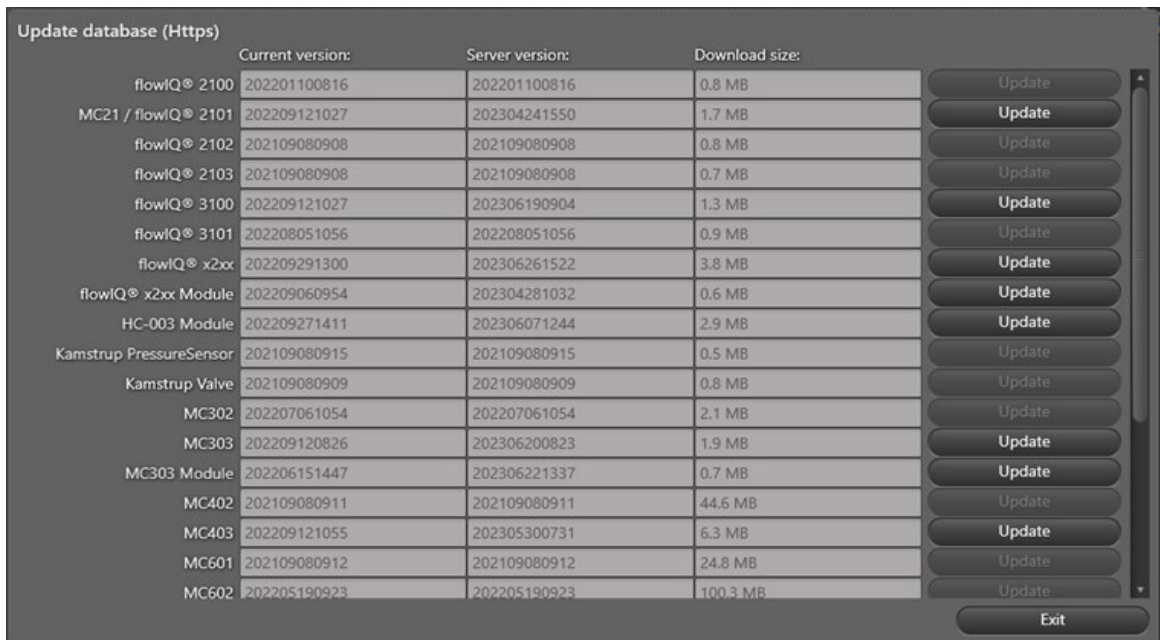 Update database (Https)
Current version: Server version: Download size:
flowIQ® 2100 202201100816 202201100816 0.8 MB Update
MC21 / flowIQ® 2101 202209121027 202304241550 1.7 MB Update
flowIQ® 2102 202109080908 202109080908 0.8 MB Update
flowIQ® 2103 202109080908 202109080908 0.7 MB Update
flowIQ® 3100 202209121027 202306190904 1.3 MB Update
flowIQ® 3101 202208051056 202208051056 0.9 MB Update
flowIQ® x2xx 202209291300 202306261522 3.8 MB Update
flowIQ® x2xx Module 202209060954 202304281032 0.6 MB Update
HC-003 Module 202209271411 202306071244 2.9 MB Update
Kamstrup PressureSensor 202109080915 202109080915 0.5 MB Update
Kamstrup Valve 202109080909 202109080909 0.8 MB Update
MC302 202207061054 202207061054 2.1 MB Update
MC303 202209120826 202306200823 1.9 MB Update
MC303 Module 202206151447 202306221337 0.7 MB Update
MC402 202109080911 202109080911 44.6 MB Update
MC403 202209121055 202305300731 6.3 MB Update
MC601 202109080912 202109080912 24.8 MB Update
MC602 202205190923 202205190923 100.3 MB Update
Exit